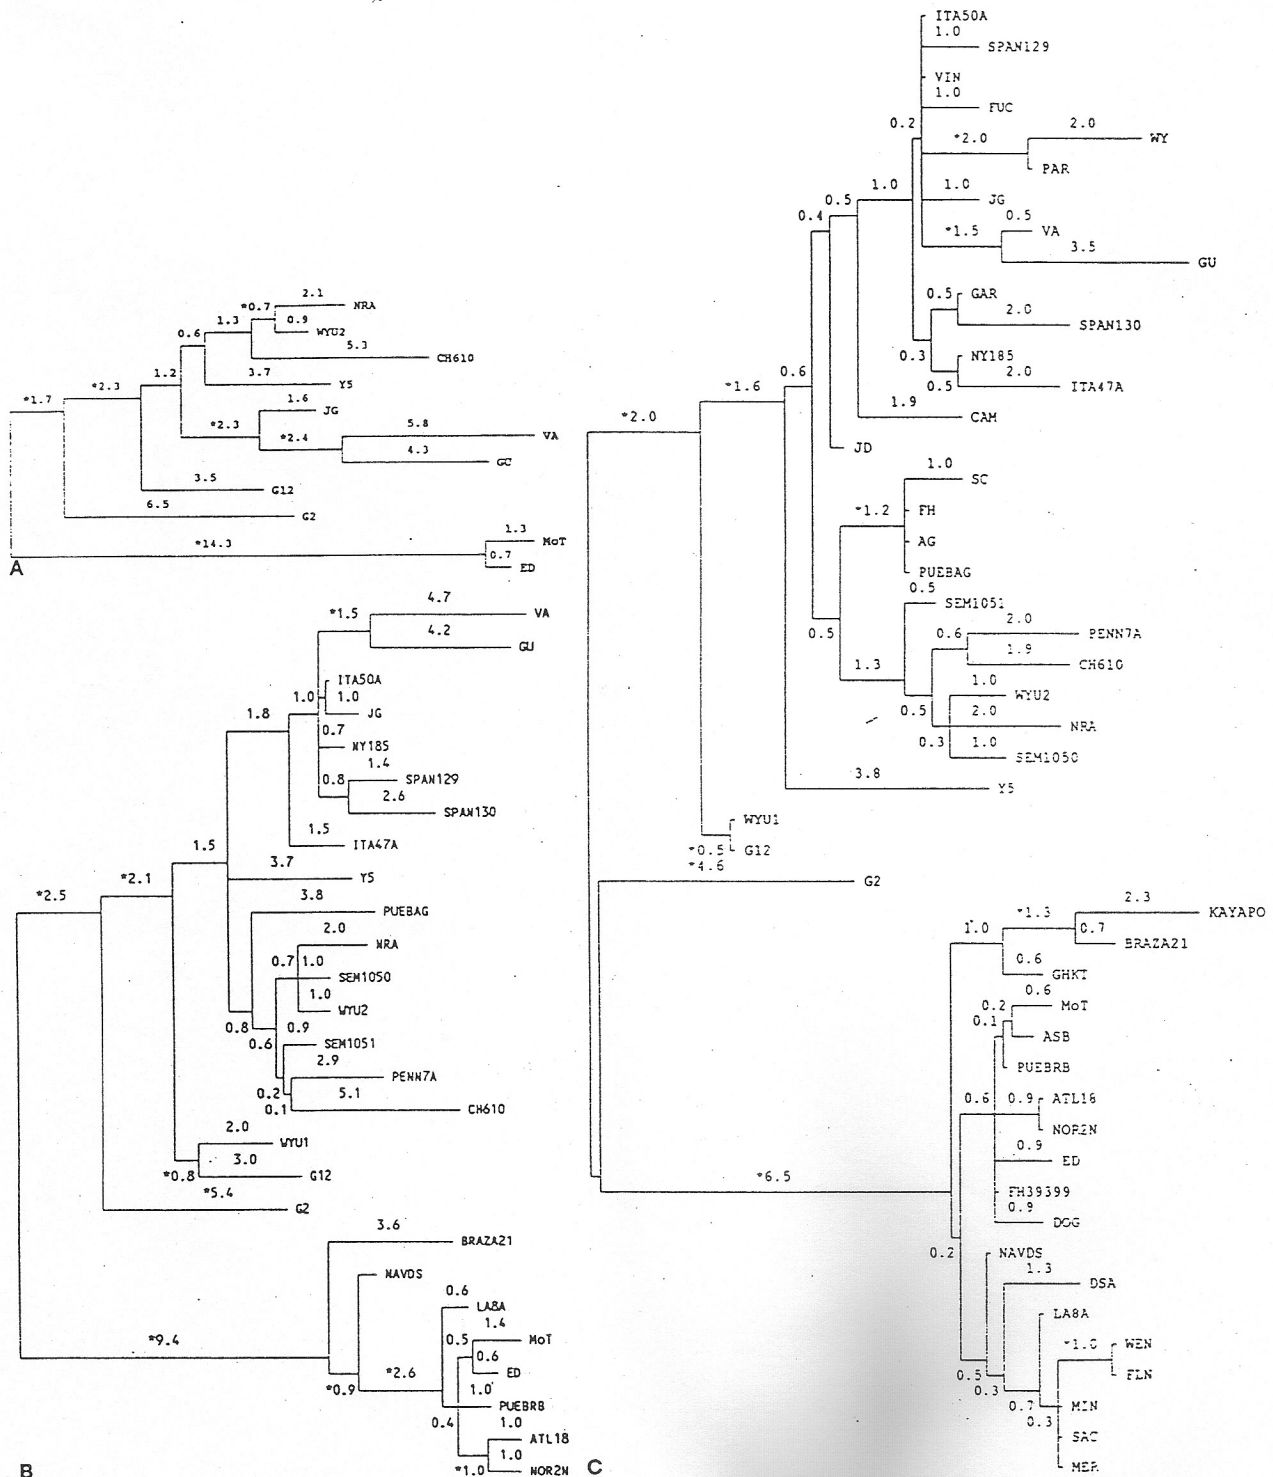 *1.7
*2.3
1.2
0.6
1.3
*0.7
2.1
NRA
0.9
WYU2
5.3
CH610
3.7
Y5
1.6
JG
*2.3
*2.4
5.8
VA
4.3
GC
3.5
G12
6.5
G2
*14.3
1.3
MoT
0.7
ED
A
4.7
*1.5
VA
4.2
GU
ITA50A
1.0
1.0
JG
1.8
0.7
NY185
1.4
0.8
SPAN129
2.6
SPAN130
1.5
ITA47A
1.5
3.7
Y5
3.8
PUEBAG
2.0
NRA
0.7
1.0
SEM1050
1.0
WYU2
0.8
0.9
0.6
SEM1051
2.9
PENN7A
0.2
5.1
0.1
CH610
*2.5
*2.1
2.0
WYU1
3.0
*0.8
G12
*5.4
G2
3.6
BRAZA21
NAVDS
0.6
LA8A
1.4
*9.4
0.5
MoT
0.6
*2.6
ED
*0.9
1.0
PUEBRB
0.4
1.0
ATL18
1.0
*1.0
NOR2N
B
ITA50A
1.0
SPAN129
VIN
1.0
FUC
0.2
*2.0
2.0
WY
PAR
1.0
1.0
JG
0.5
0.4
0.5
*1.5
VA
3.5
GU
0.5
GAR
2.0
SPAN130
0.3
NY185
0.5
2.0
ITA47A
1.9
CAM
JD
*2.0
*1.6
0.6
1.0
SC
*1.2
FH
AG
PUEBAG
0.5
SEM1051
0.5
2.0
0.6
PENN7A
1.9
CH610
1.3
1.0
WYU2
0.5
2.0
NRA
0.3
1.0
SEM1050
3.8
Y5
WYU1
*0.5
G12
*4.6
G2
2.3
*1.3
KAYAPO
1.0
0.7
BRAZA21
0.6
GHKT
0.6
0.2
MoT
0.1
ASB
PUEBRB
0.6
0.9
ATL18
NOR2N
0.9
ED
*6.5
FH39399
0.9
DOG
0.2
NAVDS
1.3
DSA
LA8A
*1.0
WEN
FLN
0.5
0.3
0.7
MIN
0.3
SAC
MER
C